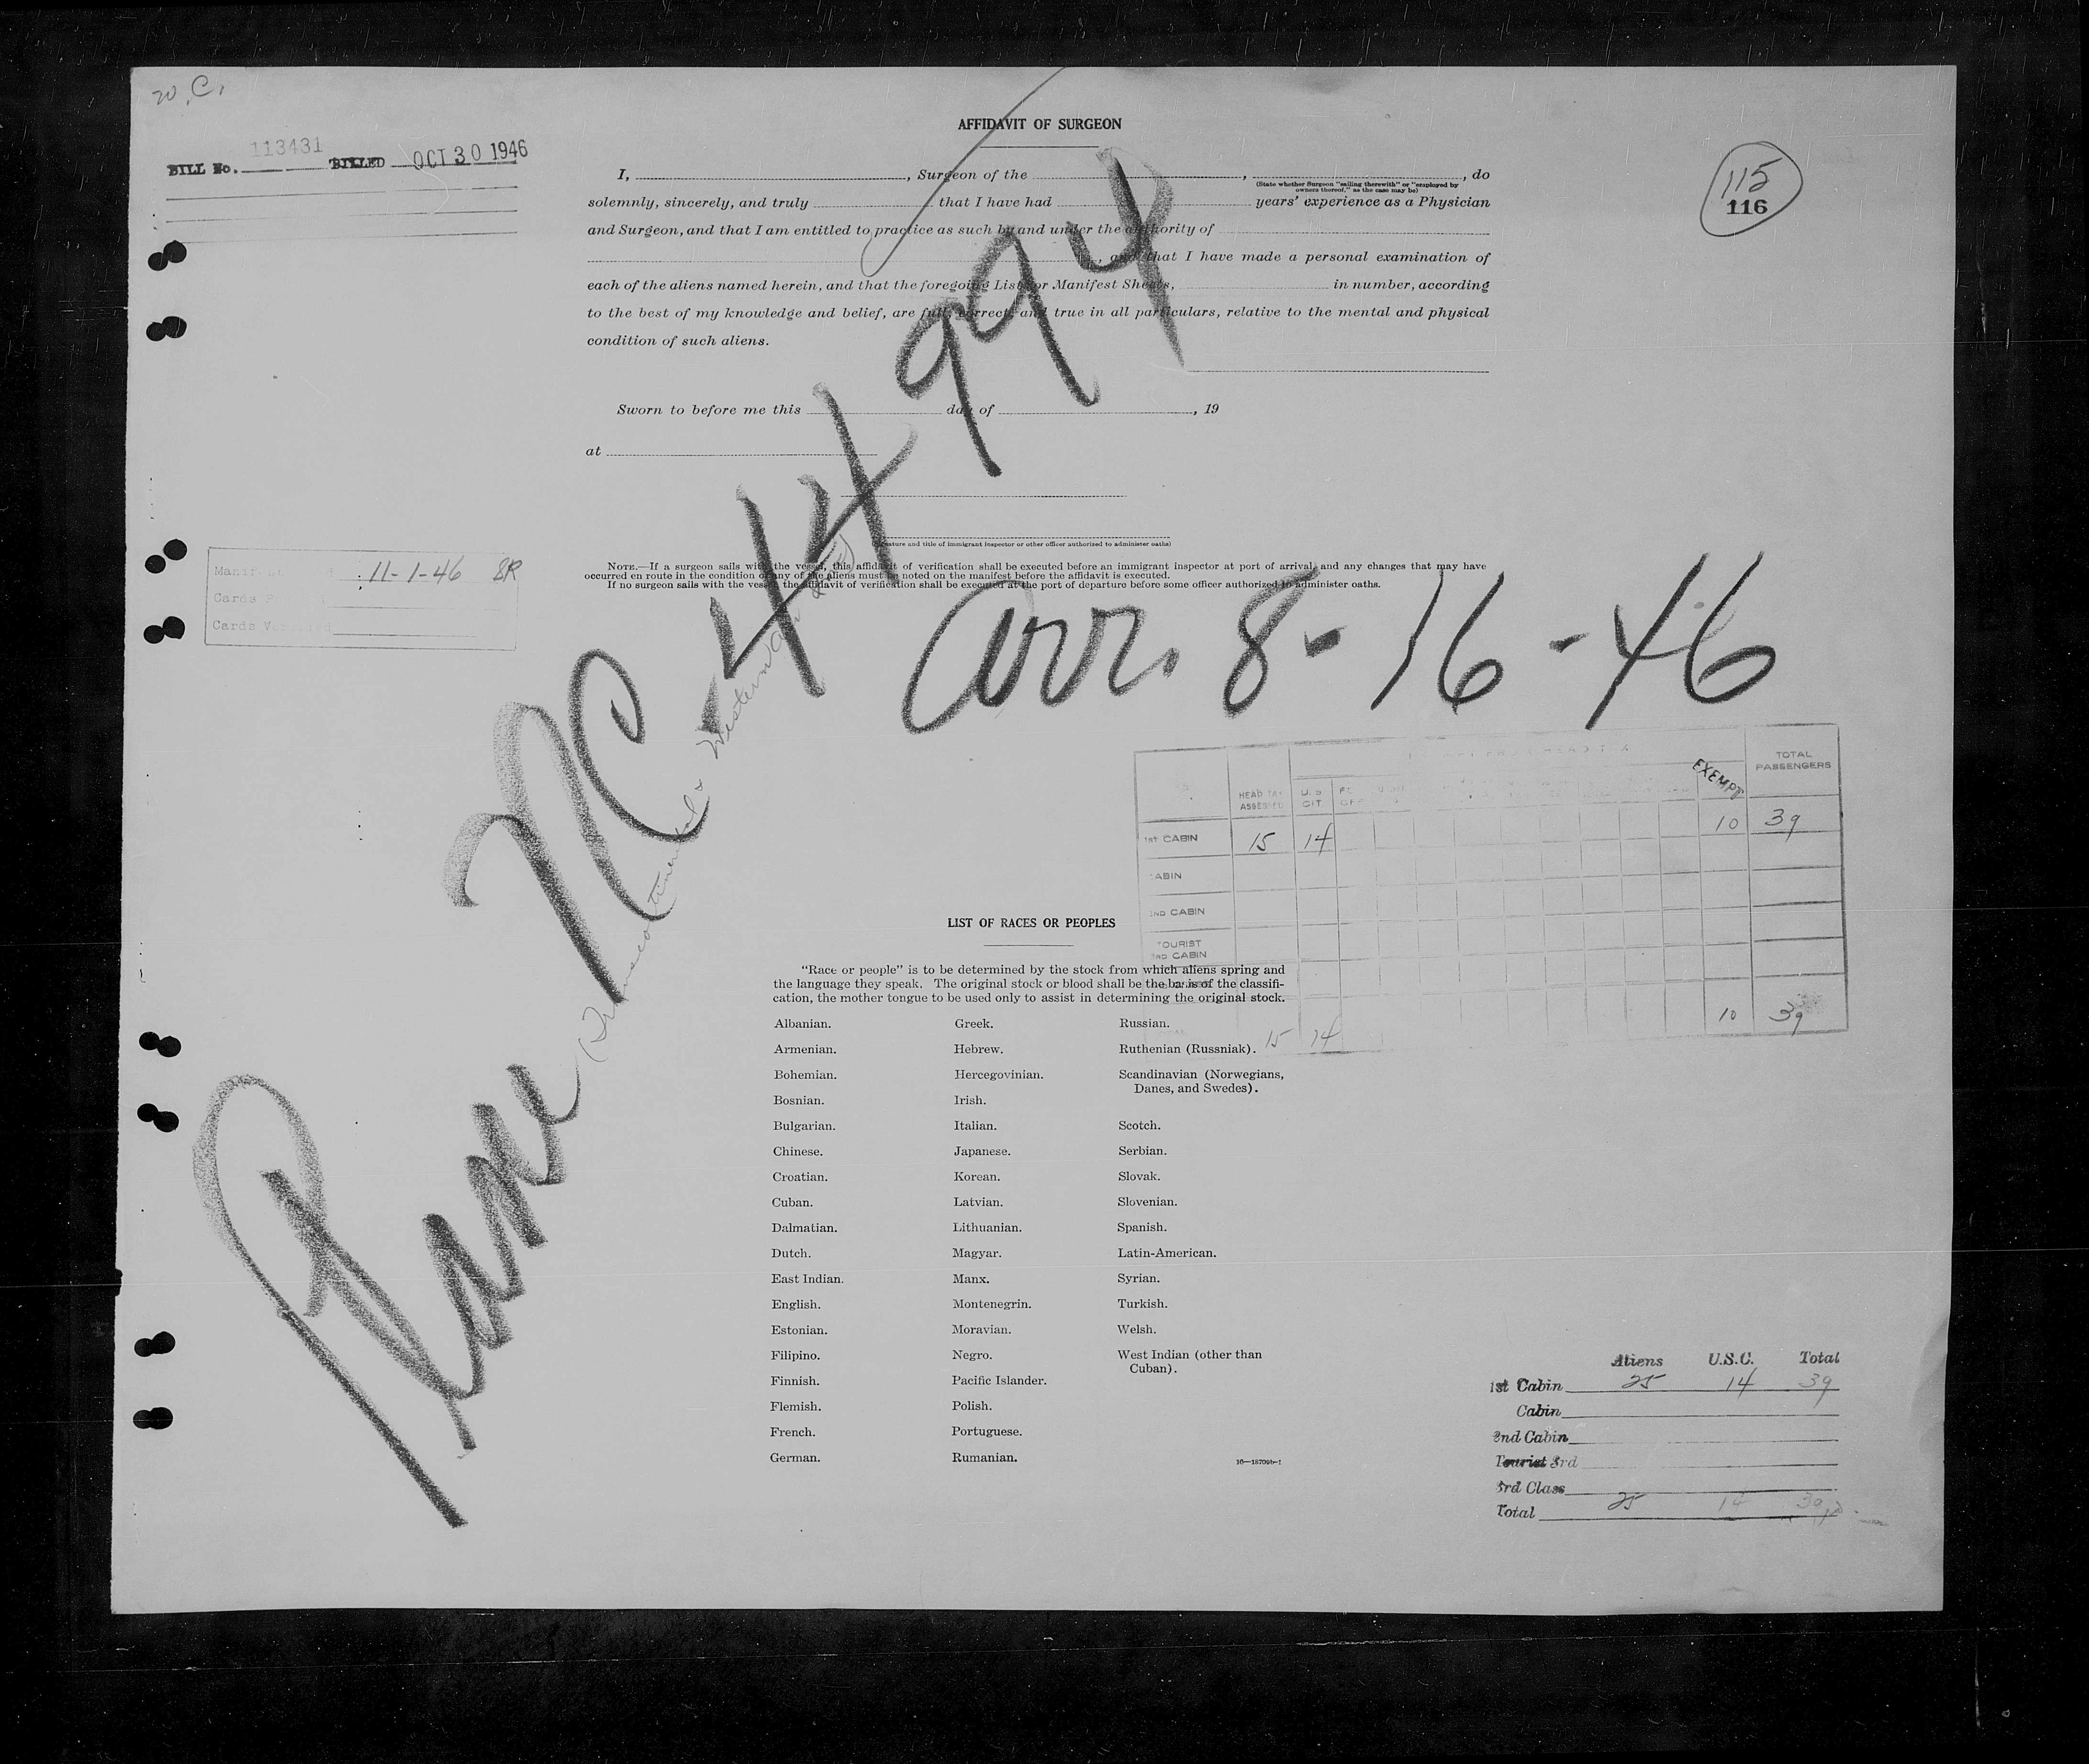 W.C.
BILL No. 113431 BILLED OCT 30 1946
115
116
AFFIDAVIT OF SURGEON
I, , Surgeon of the , , do
(State whether Surgeon "sailing therewith" or "employed by
owners thereof," as the case may be)
solemnly, sincerely, and truly that I have had years' experience as a Physician
and Surgeon, and that I am entitled to practice as such by and under the authority of
, and that I have made a personal examination of
each of the aliens named herein, and that the foregoing List or Manifest Sheets, in number, according
to the best of my knowledge and belief, are full, correct, and true in all particulars, relative to the mental and physical
condition of such aliens.
Sworn to before me this day of , 19
at
(Signature and title of immigrant inspector or other officer authorized to administer oaths)
NOTE.—If a surgeon sails with the vessel, this affidavit of verification shall be executed before an immigrant inspector at port of arrival, and any changes that may have
occurred en route in the condition of any of the aliens must be noted on the manifest before the affidavit is executed.
If no surgeon sails with the vessel, the affidavit of verification shall be executed at the port of departure before some officer authorized to administer oaths.
11-1-46 SR
Cards
Cards
Plane NC-44994
arr. 8-16-46
EXEMPT
TOTAL PASSENGERS
HEAD TAX ASSESSED
U.S. CIT.
1st CABIN 15 14 10 39
CABIN
2ND CABIN
TOURIST
3RD CABIN
15 14 10 39
LIST OF RACES OR PEOPLES
"Race or people" is to be determined by the stock from which aliens spring and
the language they speak. The original stock or blood shall be the basis of the classifi-
cation, the mother tongue to be used only to assist in determining the original stock.
Albanian. Greek. Russian.
Armenian. Hebrew. Ruthenian (Russniak).
Bohemian. Hercegovinian. Scandinavian (Norwegians,
Danes, and Swedes).
Bosnian. Irish.
Bulgarian. Italian. Scotch.
Chinese. Japanese. Serbian.
Croatian. Korean. Slovak.
Cuban. Latvian. Slovenian.
Dalmatian. Lithuanian. Spanish.
Dutch. Magyar. Latin-American.
East Indian. Manx. Syrian.
English. Montenegrin. Turkish.
Estonian. Moravian. Welsh.
Filipino. Negro. West Indian (other than
Cuban).
Finnish. Pacific Islander.
Flemish. Polish.
French. Portuguese.
German. Rumanian.
16—18709b-1
Aliens U.S.C. Total
1st Cabin 25 14 39
Cabin
2nd Cabin
Tourist 3rd
3rd Class
Total 25 14 39